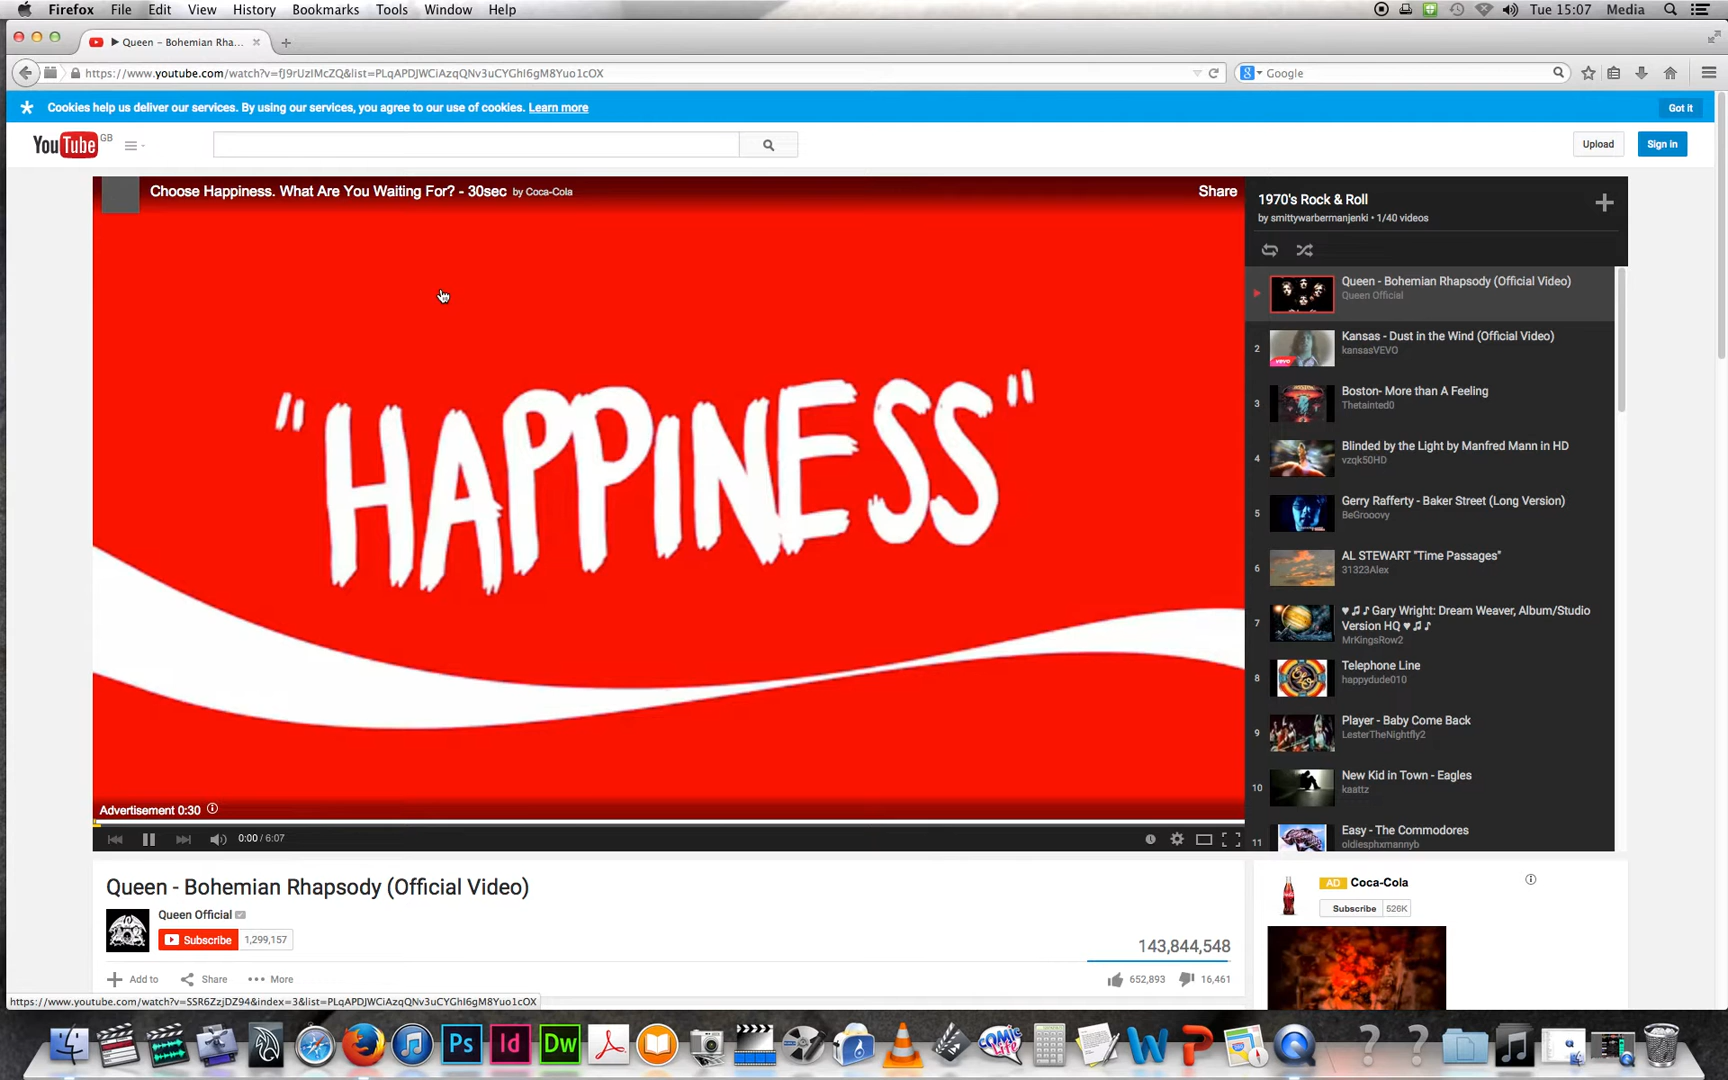 Firefox File Edit View History Bookmarks Tools Window Help
Tue 15:07 Media
Queen - Bohemian Rha...
https://www.youtube.com/watch?v=fJ9rUzIMcZQ&list=PLqAPDJWCiAzqQNv3uCYGhI6gM8Yuo1cOX
Google
Cookies help us deliver our services. By using our services, you agree to our use of cookies. Learn more
Got it
YouTube GB
Upload
Sign in
Choose Happiness. What Are You Waiting For? - 30sec by Coca-Cola
Share
"HAPPINESS"
Advertisement 0:30
0:00 / 6:07
1970's Rock & Roll
by smittywarbermanjenki • 1/40 videos
Queen - Bohemian Rhapsody (Official Video)
Queen Official
2
Kansas - Dust in the Wind (Official Video)
kansasVEVO
vevo
3
Boston- More than A Feeling
Thetainted0
4
Blinded by the Light by Manfred Mann in HD
vzqk50HD
5
Gerry Rafferty - Baker Street (Long Version)
BeGrooovy
6
AL STEWART "Time Passages"
31323Alex
7
♥♫♪ Gary Wright: Dream Weaver, Album/Studio
Version HQ ♥♫♪
MrKingsRow2
8
Telephone Line
happydude010
9
Player - Baby Come Back
LesterTheNightfly2
10
New Kid in Town - Eagles
kaattz
11
Easy - The Commodores
oldiesphxmannyb
Queen - Bohemian Rhapsody (Official Video)
Queen Official
Subscribe 1,299,157
143,844,548
Add to
Share
More
652,893
16,461
AD Coca-Cola
Subscribe 526K
https://www.youtube.com/watch?v=SSR6ZzjDZ94&index=3&list=PLqAPDJWCiAzqQNv3uCYGhI6gM8Yuo1cOX
Ps
Id
Dw
COMIC Life
W
P